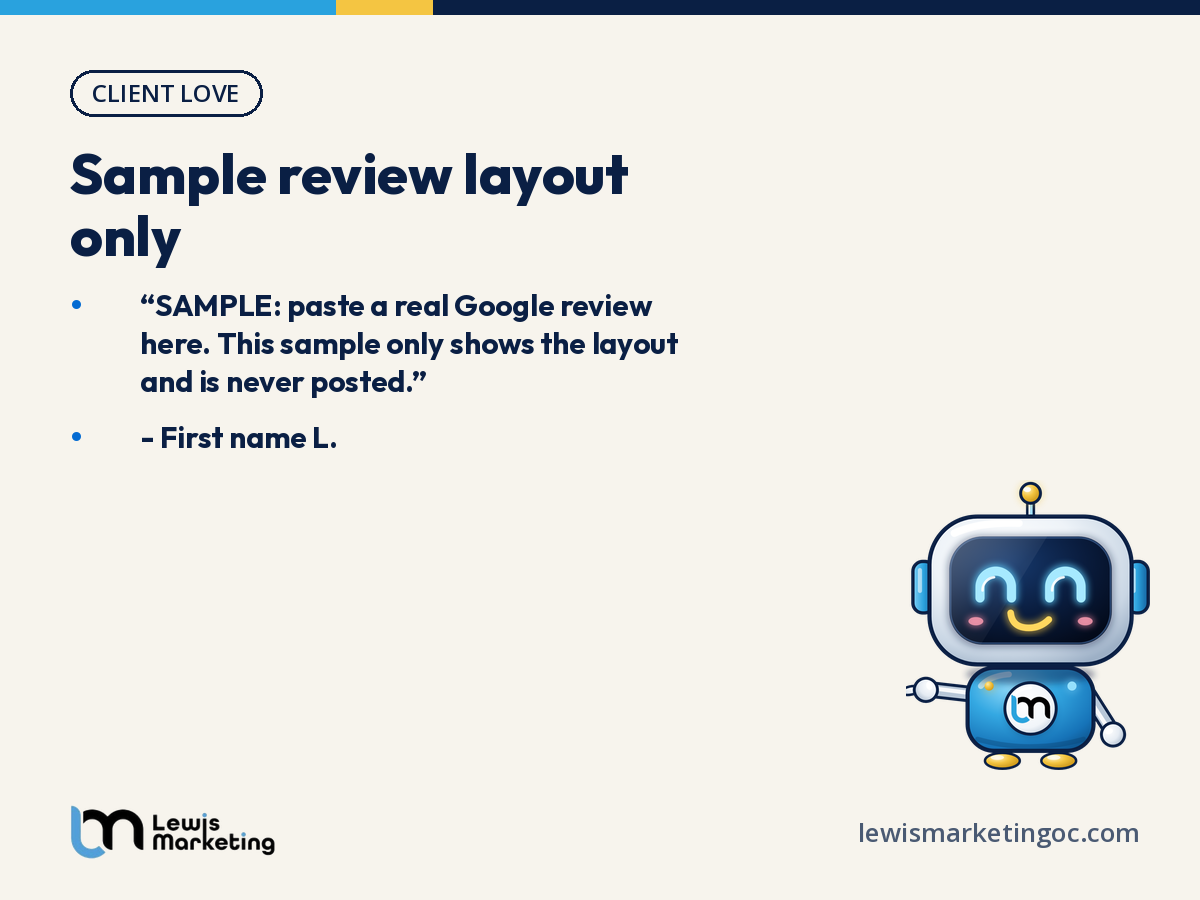 CLIENT LOVE
Sample review layout
only
• “SAMPLE: paste a real Google review
here. This sample only shows the layout
and is never posted.”
• - First name L.
Lewis
Marketing
lewismarketingoc.com